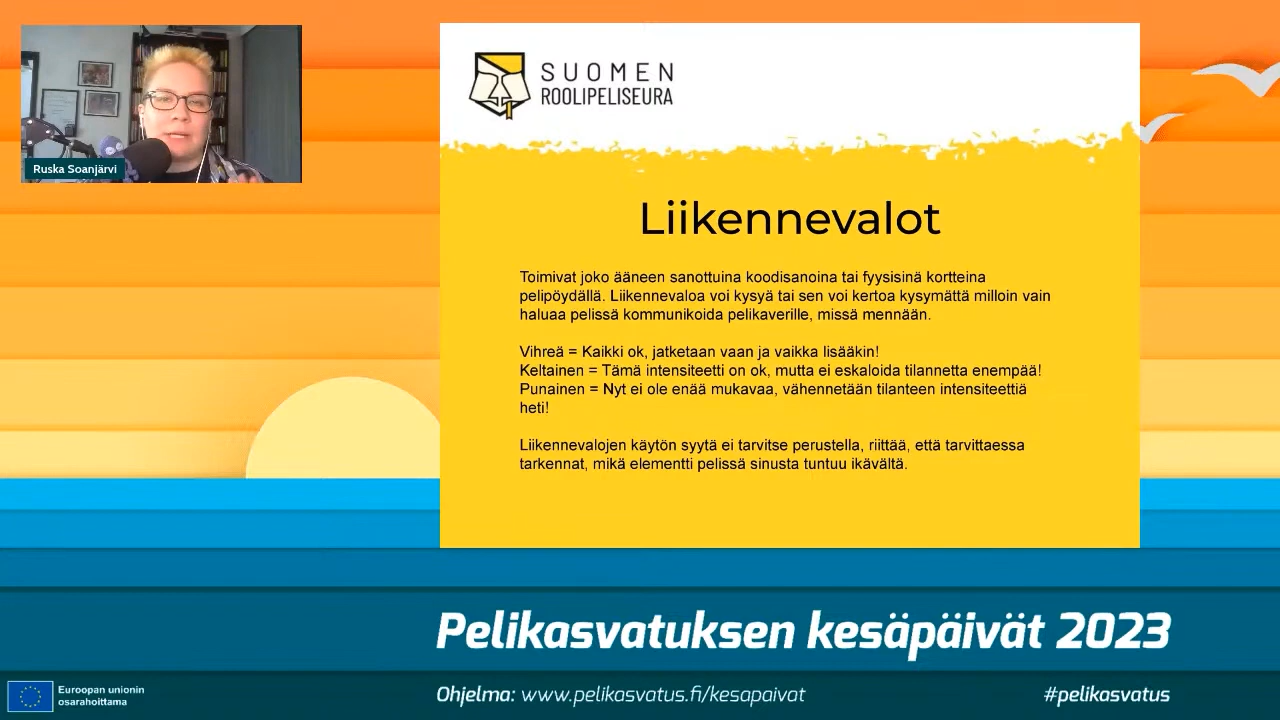 Ruska Soanjärvi
SUOMEN
ROOLIPELISEURA
Liikennevalot
Toimivat joko ääneen sanottuina koodisanoina tai fyysisinä kortteina
pelipöydällä. Liikennevaloa voi kysyä tai sen voi kertoa kysymättä milloin vain
haluaa pelissä kommunikoida pelikaverille, missä mennään.
Vihreä = Kaikki ok, jatketaan vaan ja vaikka lisääkin!
Keltainen = Tämä intensiteetti on ok, mutta ei eskaloida tilannetta enempää!
Punainen = Nyt ei ole enää mukavaa, vähennetään tilanteen intensiteettiä
heti!
Liikennevalojen käytön syytä ei tarvitse perustella, riittää, että tarvittaessa
tarkennat, mikä elementti pelissä sinusta tuntuu ikävältä.
Pelikasvatuksen kesäpäivät 2023
Euroopan unionin
osarahoittama
Ohjelma: www.pelikasvatus.fi/kesapaivat
#pelikasvatus